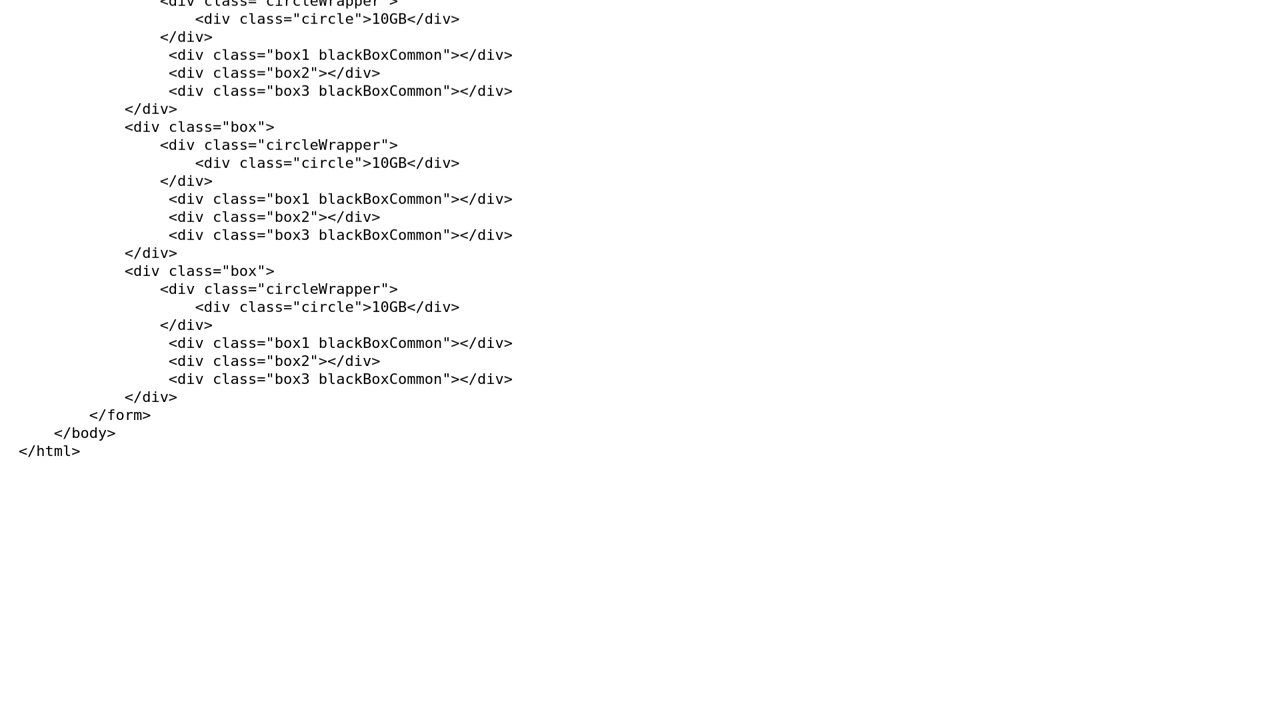 <div class="circleWrapper">
<div class="circle">10GB</div>
</div>
<div class="box1 blackBoxCommon"></div>
<div class="box2"></div>
<div class="box3 blackBoxCommon"></div>
</div>
<div class="box">
<div class="circleWrapper">
<div class="circle">10GB</div>
</div>
<div class="box1 blackBoxCommon"></div>
<div class="box2"></div>
<div class="box3 blackBoxCommon"></div>
</div>
<div class="box">
<div class="circleWrapper">
<div class="circle">10GB</div>
</div>
<div class="box1 blackBoxCommon"></div>
<div class="box2"></div>
<div class="box3 blackBoxCommon"></div>
</div>
</form>
</body>
</html>